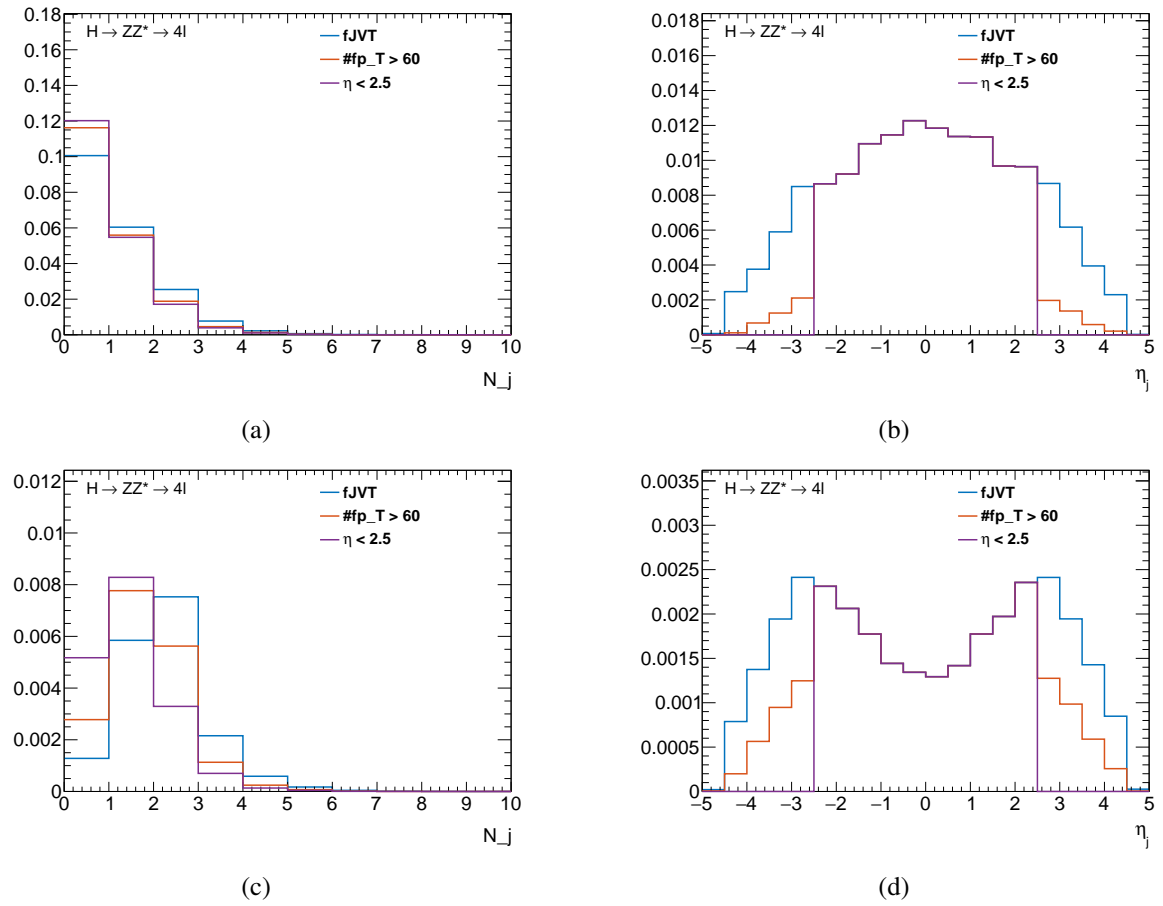 H → ZZ* → 4l
fJVT
#fp_T > 60
η < 2.5
0.18
0.16
0.14
0.12
0.10
0.08
0.06
0.04
0.02
0
0 1 2 3 4 5 6 7 8 9 10
N_j
(a)
H → ZZ* → 4l
fJVT
#fp_T > 60
η < 2.5
0.018
0.016
0.014
0.012
0.01
0.008
0.006
0.004
0.002
0
−5 −4 −3 −2 −1 0 1 2 3 4 5
η_j
(b)
H → ZZ* → 4l
fJVT
#fp_T > 60
η < 2.5
0.012
0.01
0.008
0.006
0.004
0.002
0
0 1 2 3 4 5 6 7 8 9 10
N_j
(c)
H → ZZ* → 4l
fJVT
#fp_T > 60
η < 2.5
0.0035
0.003
0.0025
0.002
0.0015
0.001
0.0005
0
−5 −4 −3 −2 −1 0 1 2 3 4 5
η_j
(d)